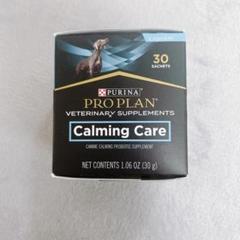 30
SACHETS
PURINA
PRO PLAN
VETERINARY SUPPLEMENTS
Calming Care
CANINE CALMING PROBIOTIC SUPPLEMENT
NET CONTENTS 1.06 OZ (30 g)